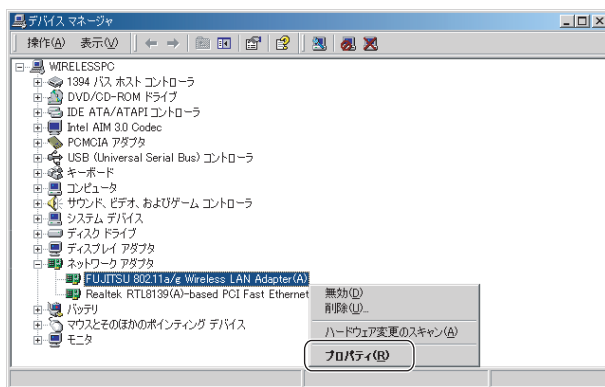 デバイス マネージャ
操作(A) 表示(V)
WIRELESSPC
1394 バス ホスト コントローラ
DVD/CD-ROM ドライブ
IDE ATA/ATAPI コントローラ
Intel AIM 3.0 Codec
PCMCIA アダプタ
USB (Universal Serial Bus) コントローラ
キーボード
コンピュータ
サウンド、ビデオ、およびゲーム コントローラ
システム デバイス
ディスク ドライブ
ディスプレイ アダプタ
ネットワーク アダプタ
FUJITSU 802.11a/g Wireless LAN Adapter(A)
Realtek RTL8139(A)-based PCI Fast Ethernet
バッテリ
マウスとそのほかのポインティング デバイス
モニタ
無効(D)
削除(U)...
ハードウェア変更のスキャン(A)
プロパティ(R)